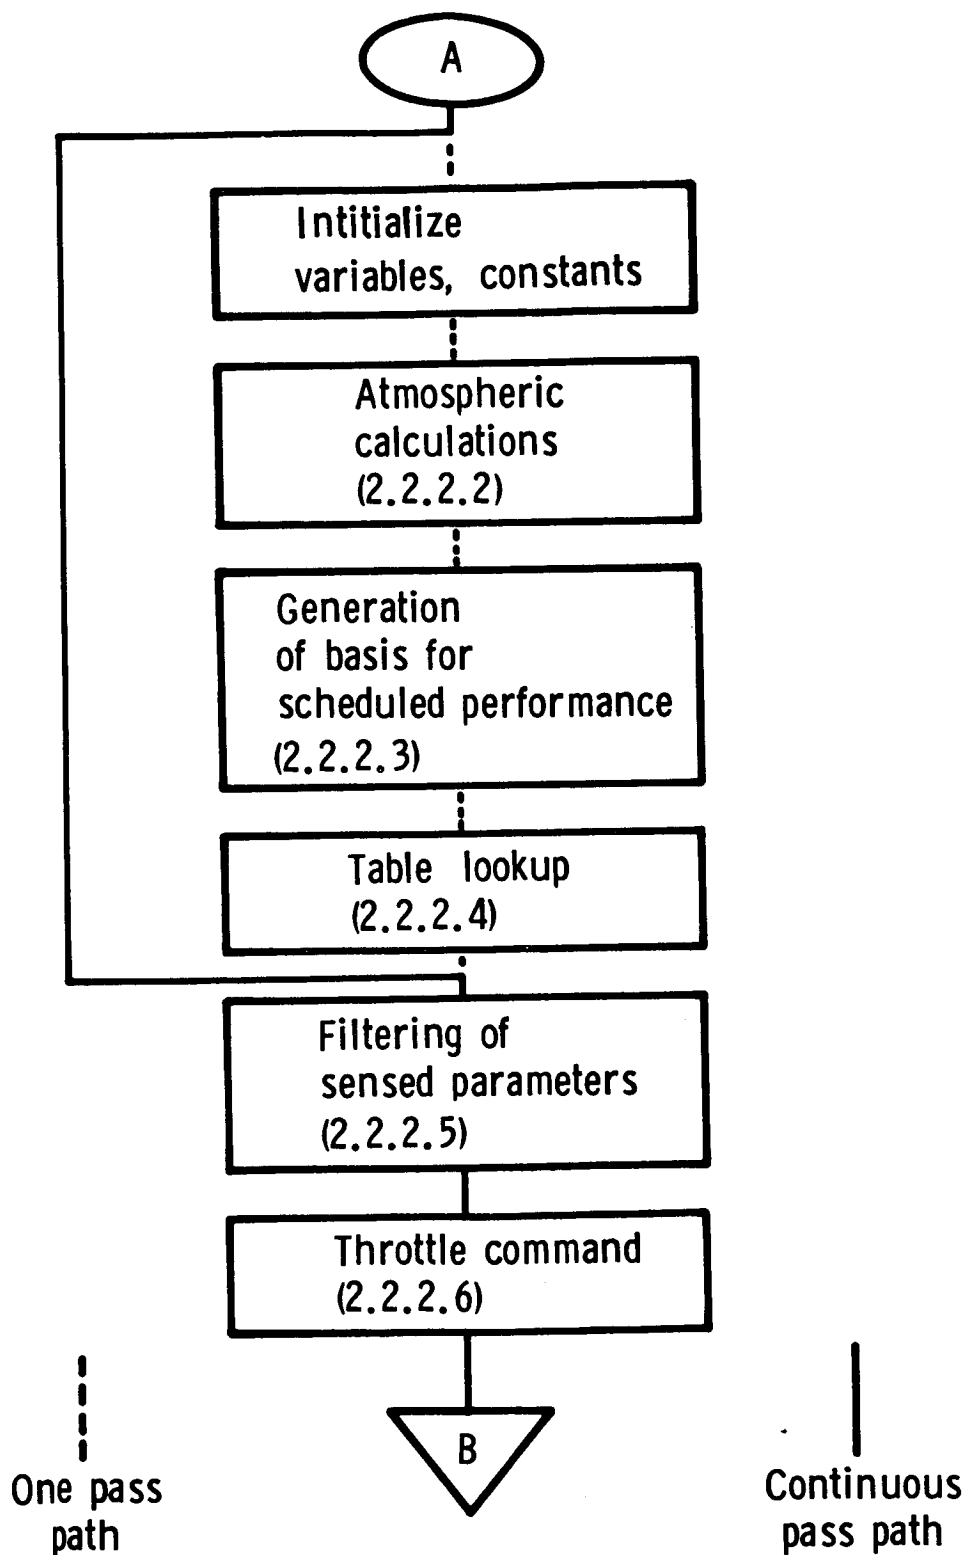 A
Intitialize
variables, constants
Atmospheric
calculations
(2.2.2.2)
Generation
of basis for
scheduled performance
(2.2.2.3)
Table lookup
(2.2.2.4)
Filtering of
sensed parameters
(2.2.2.5)
Throttle command
(2.2.2.6)
B
One pass
path
Continuous
pass path